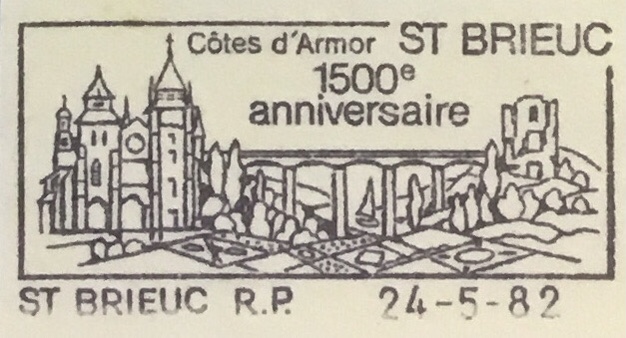 Côtes d'Armor ST BRIEUC
1500e
anniversaire
ST BRIEUC R.P. 24-5-82